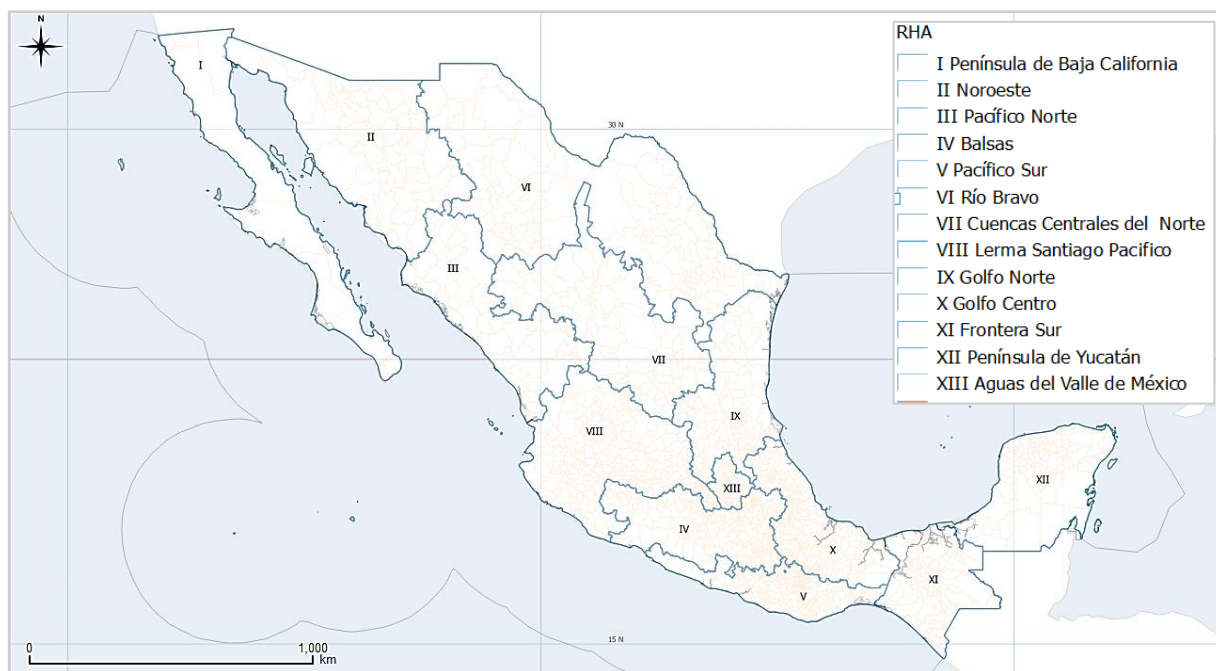 N
RHA
I Península de Baja California
II Noroeste
III Pacífico Norte
IV Balsas
V Pacífico Sur
VI Río Bravo
VII Cuencas Centrales del  Norte
VIII Lerma Santiago Pacifico
IX Golfo Norte
X Golfo Centro
XI Frontera Sur
XII Península de Yucatán
XIII Aguas del Valle de México
I
II
30 N
VI
III
VII
IX
VIII
XIII
XII
IV
X
XI
V
15 N
0 1,000
km